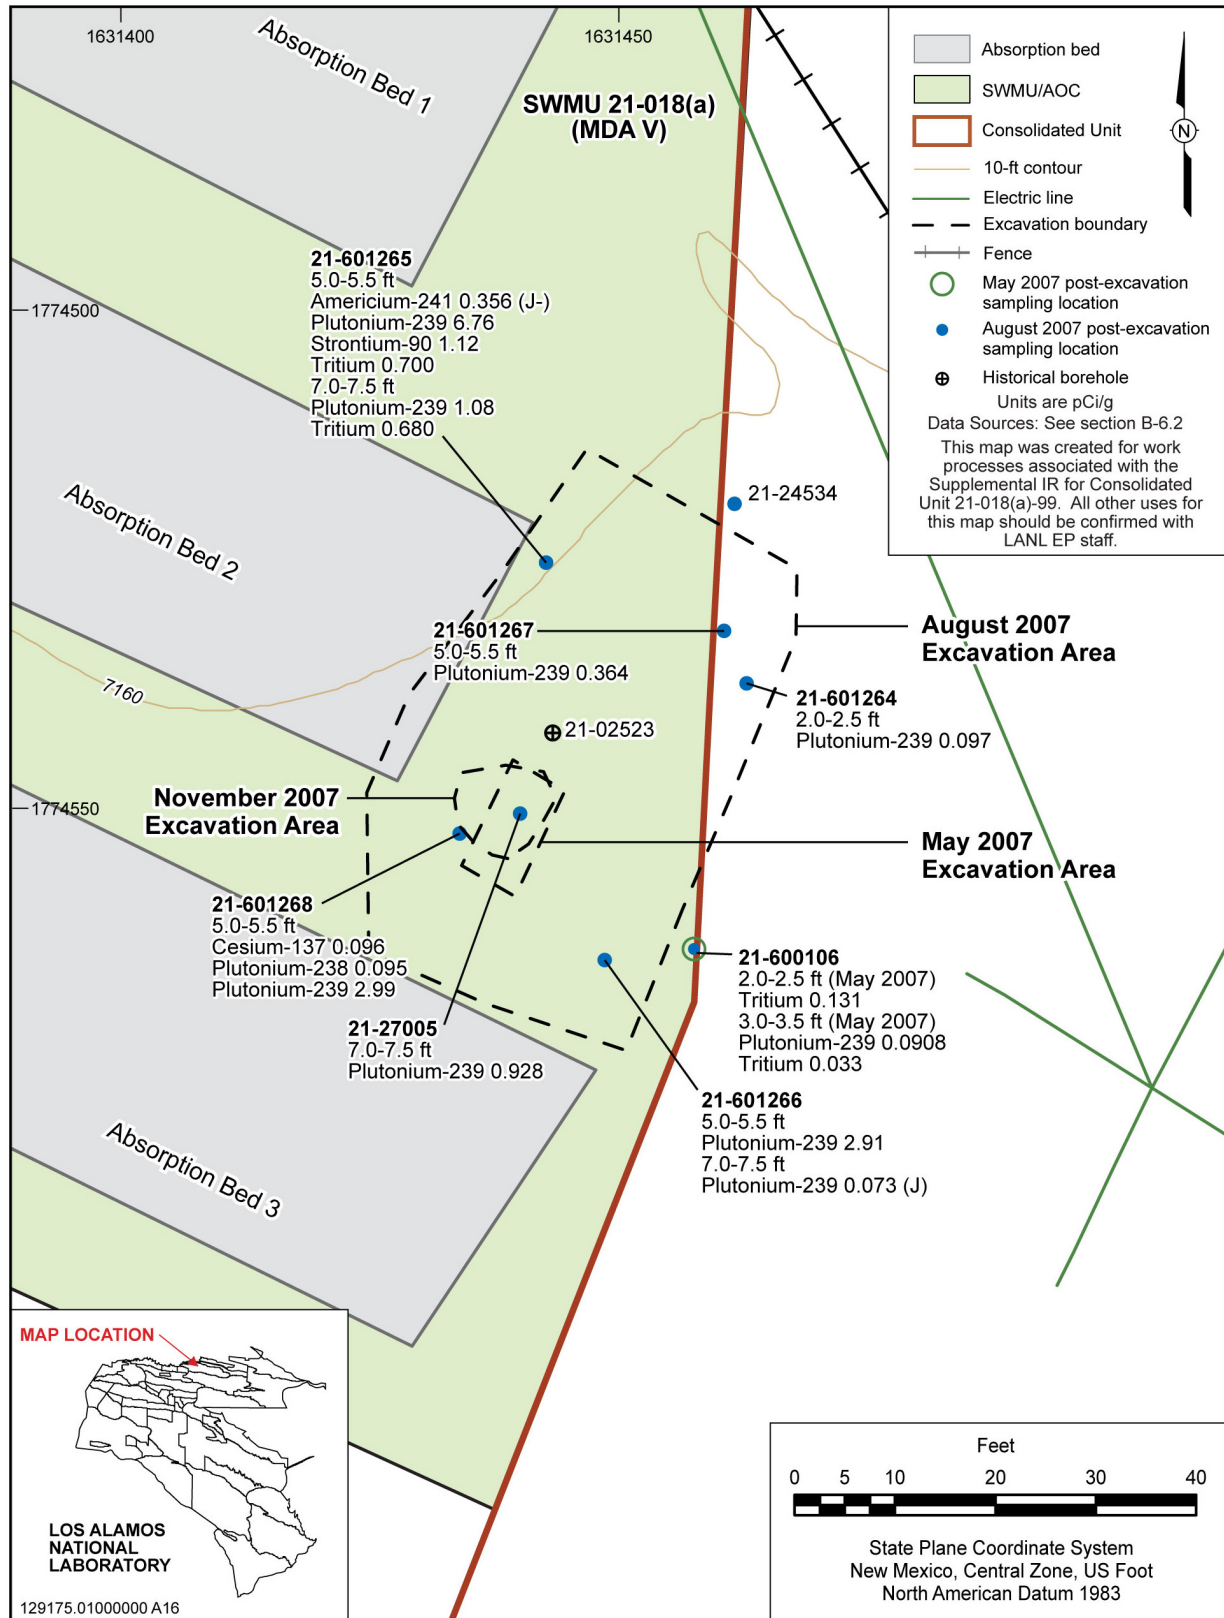 1631400
1631450
Absorption Bed 1
SWMU 21-018(a)
(MDA V)
Absorption bed
SWMU/AOC
Consolidated Unit
10-ft contour
Electric line
Excavation boundary
Fence
May 2007 post-excavation
sampling location
August 2007 post-excavation
sampling location
Historical borehole
Units are pCi/g
Data Sources: See section B-6.2
This map was created for work
processes associated with the
Supplemental IR for Consolidated
Unit 21-018(a)-99. All other uses for
this map should be confirmed with
LANL EP staff.
N
21-601265
5.0-5.5 ft
Americium-241 0.356 (J-)
Plutonium-239 6.76
Strontium-90 1.12
Tritium 0.700
7.0-7.5 ft
Plutonium-239 1.08
Tritium 0.680
1774500
21-24534
Absorption Bed 2
21-601267
5.0-5.5 ft
Plutonium-239 0.364
August 2007
Excavation Area
7160
21-601264
2.0-2.5 ft
Plutonium-239 0.097
21-02523
November 2007
Excavation Area
1774550
May 2007
Excavation Area
21-601268
5.0-5.5 ft
Cesium-137 0.096
Plutonium-238 0.095
Plutonium-239 2.99
21-27005
7.0-7.5 ft
Plutonium-239 0.928
21-600106
2.0-2.5 ft (May 2007)
Tritium 0.131
3.0-3.5 ft (May 2007)
Plutonium-239 0.0908
Tritium 0.033
21-601266
5.0-5.5 ft
Plutonium-239 2.91
7.0-7.5 ft
Plutonium-239 0.073 (J)
Absorption Bed 3
MAP LOCATION
LOS ALAMOS
NATIONAL
LABORATORY
129175.01000000 A16
Feet
0 5 10 20 30 40
State Plane Coordinate System
New Mexico, Central Zone, US Foot
North American Datum 1983